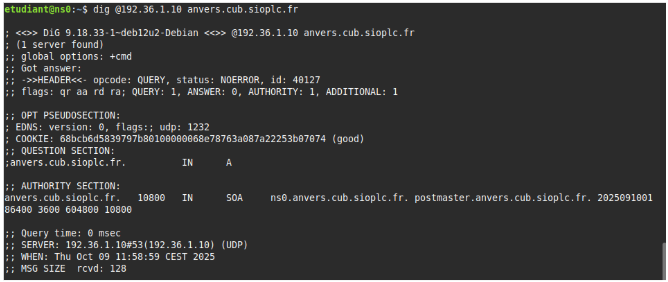 etudiant@ns0:~$ dig @192.36.1.10 anvers.cub.sioplc.fr
; <<>> DiG 9.18.33-1~deb12u2-Debian <<>> @192.36.1.10 anvers.cub.sioplc.fr
; (1 server found)
;; global options: +cmd
;; Got answer:
;; ->>HEADER<<- opcode: QUERY, status: NOERROR, id: 40127
;; flags: qr aa rd ra; QUERY: 1, ANSWER: 0, AUTHORITY: 1, ADDITIONAL: 1
;; OPT PSEUDOSECTION:
; EDNS: version: 0, flags:; udp: 1232
; COOKIE: 68bcb6d5839797b80100000068e78763a087a22253b07074 (good)
;; QUESTION SECTION:
;anvers.cub.sioplc.fr. IN A
;; AUTHORITY SECTION:
anvers.cub.sioplc.fr. 10800 IN SOA ns0.anvers.cub.sioplc.fr. postmaster.anvers.cub.sioplc.fr. 2025091001
86400 3600 604800 10800
;; Query time: 0 msec
;; SERVER: 192.36.1.10#53(192.36.1.10) (UDP)
;; WHEN: Thu Oct 09 11:58:59 CEST 2025
;; MSG SIZE rcvd: 128